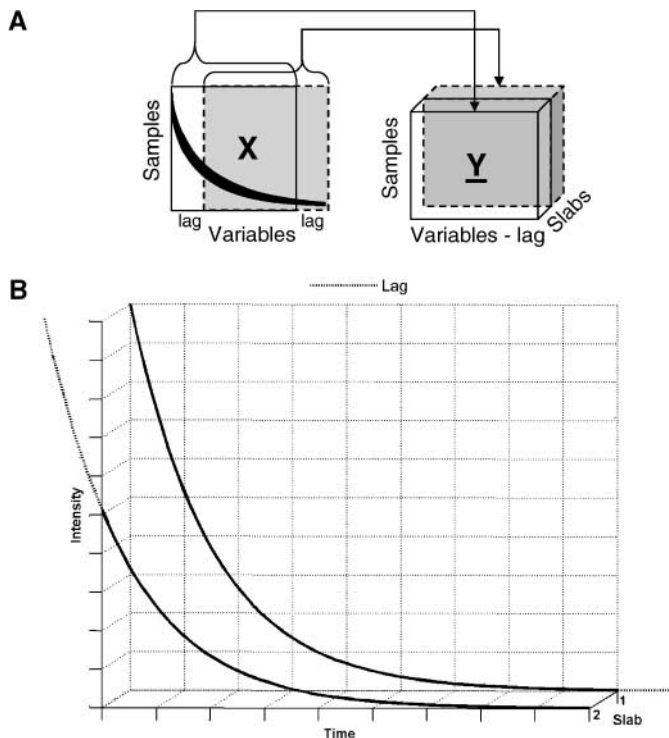 A
Samples
X
lag
lag
Variables
Samples
Y
Slabs
Variables - lag
B
Lag
Intensity
1
2
Slab
Time